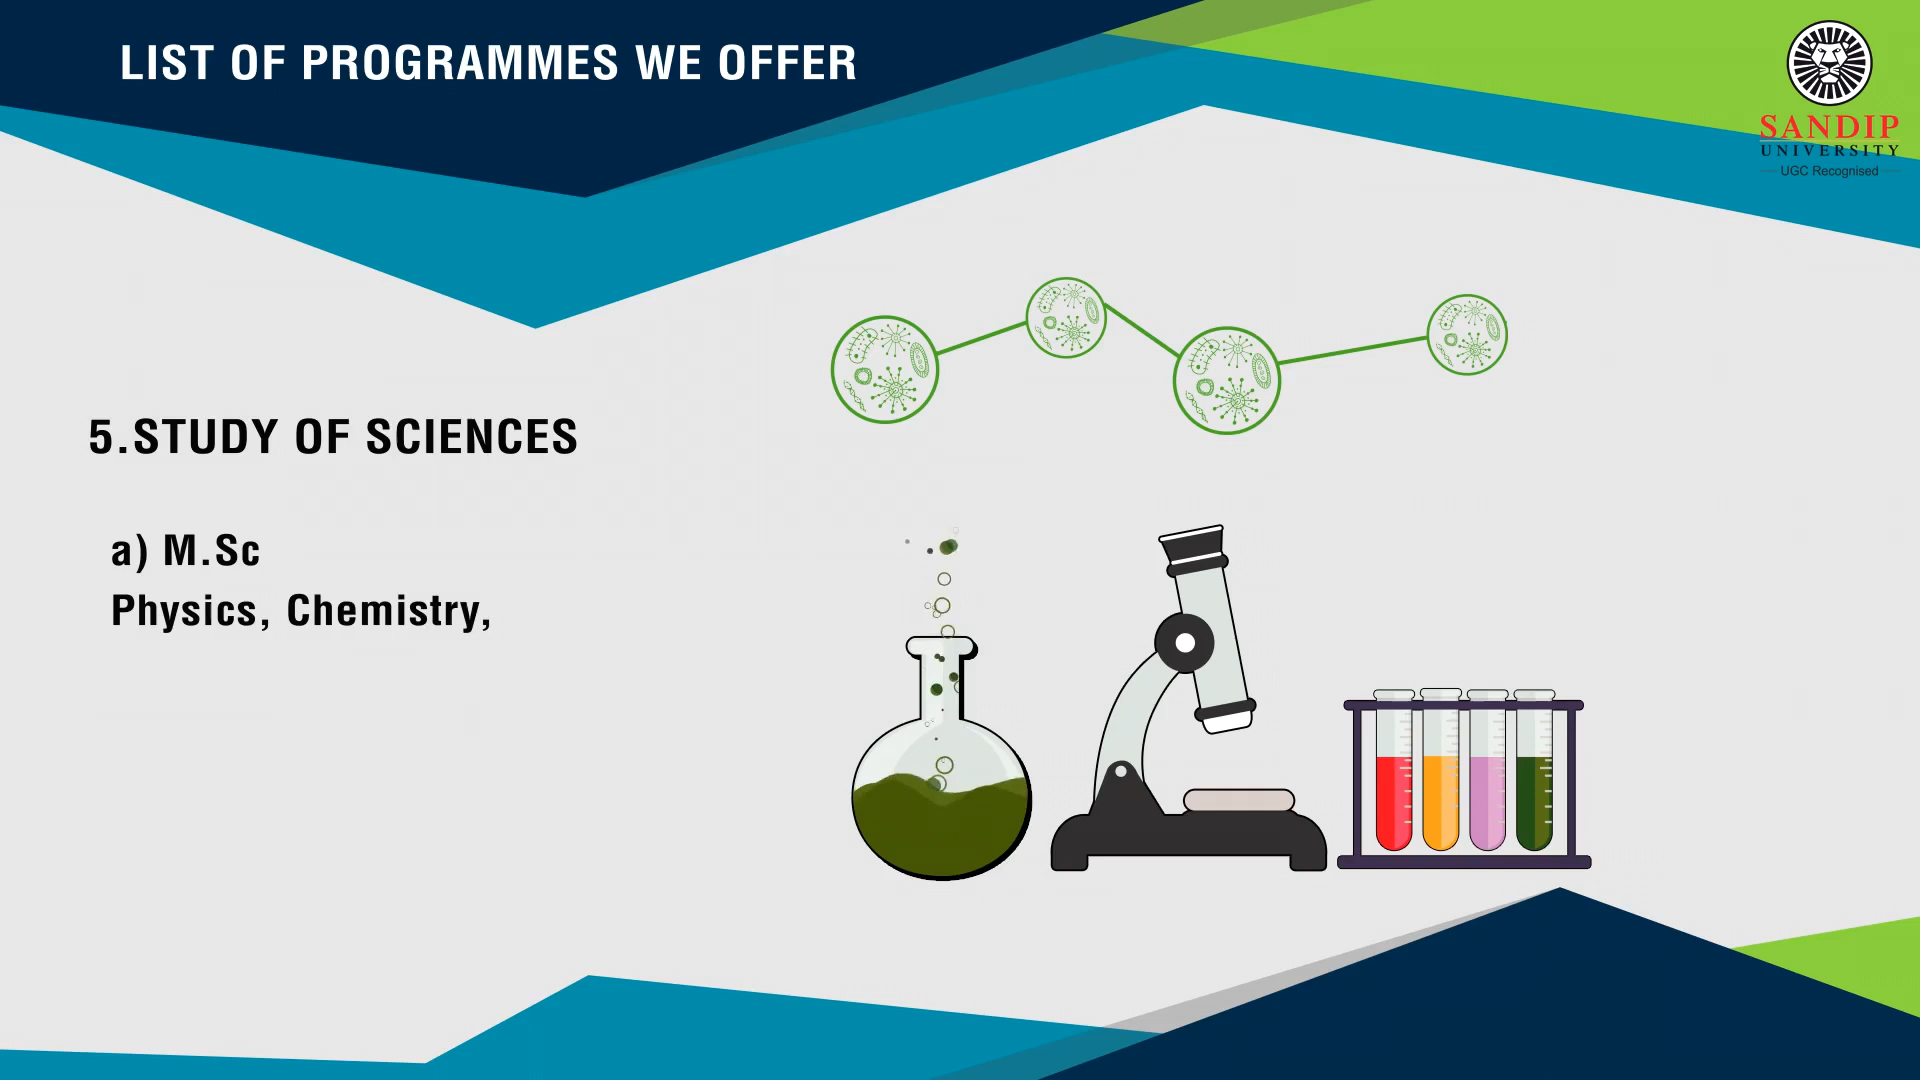 LIST OF PROGRAMMES WE OFFER
SANDIP
UNIVERSITY
UGC Recognised
5.STUDY OF SCIENCES
a) M.Sc
Physics, Chemistry,